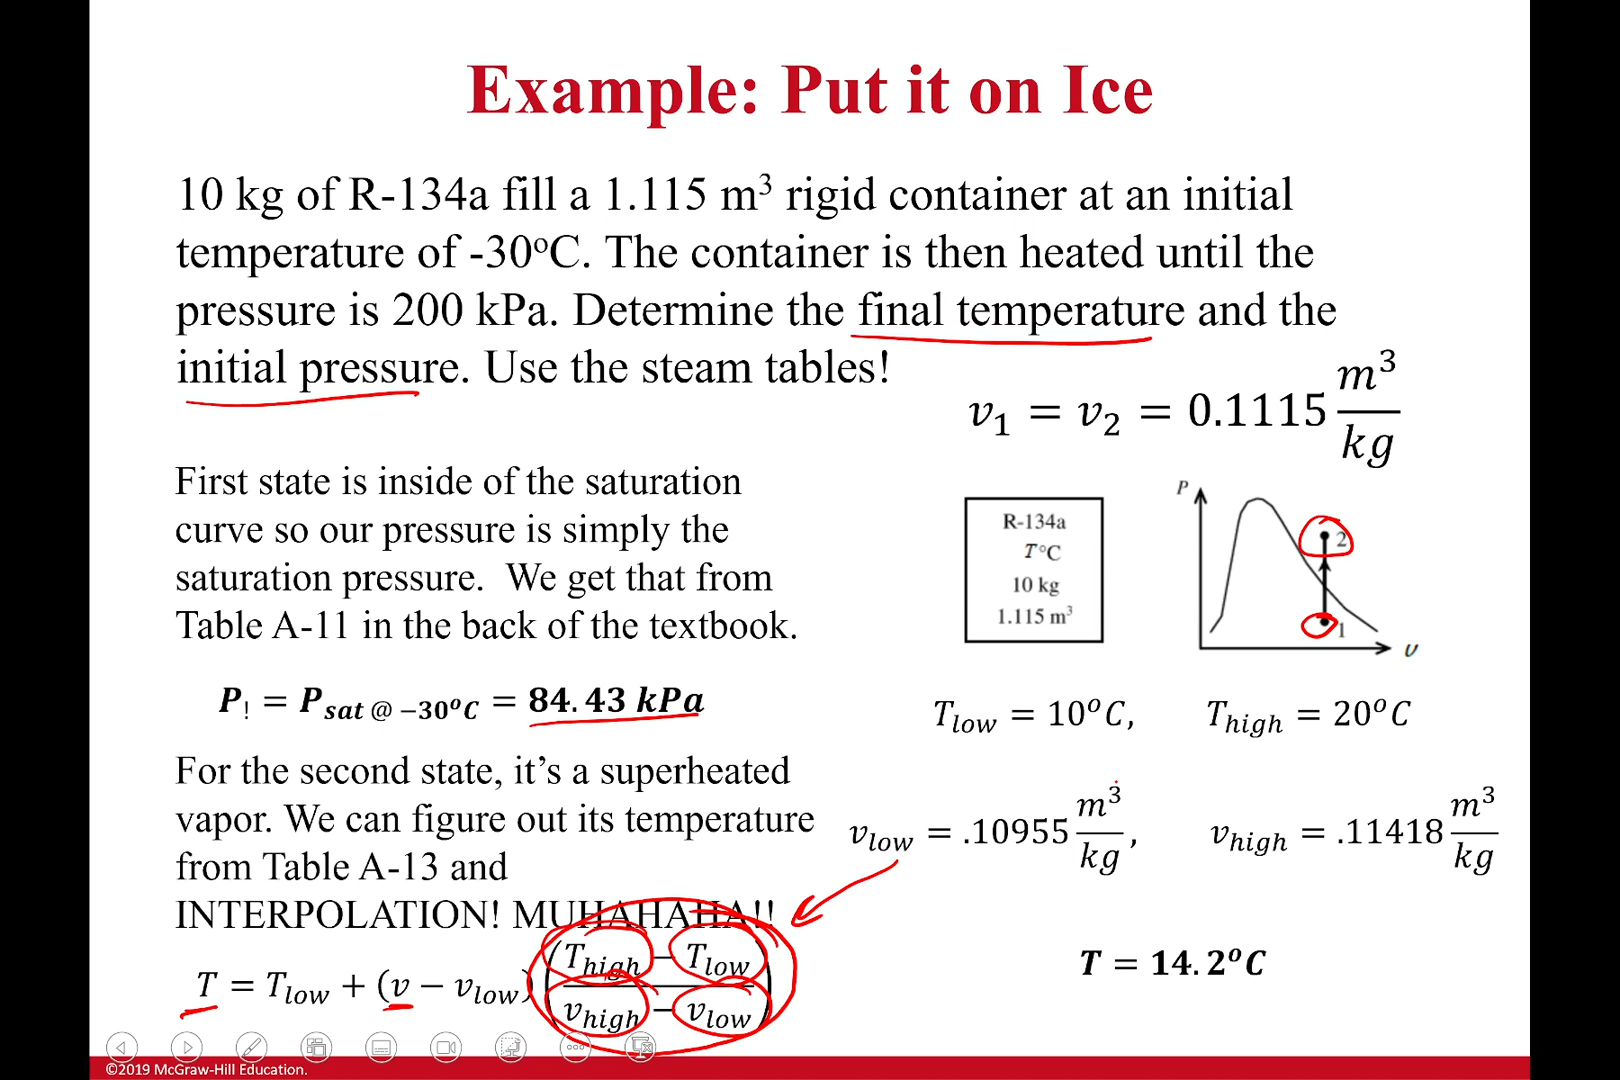 Example: Put it on Ice
10 kg of R-134a fill a 1.115 m³ rigid container at an initial
temperature of -30ºC. The container is then heated until the
pressure is 200 kPa. Determine the final temperature and the
initial pressure. Use the steam tables!
v₁ = v₂ = 0.1115 m³/kg
First state is inside of the saturation
curve so our pressure is simply the
saturation pressure.  We get that from
Table A-11 in the back of the textbook.
P! = Psat @ −30ºC = 84.43 kPa
For the second state, it's a superheated
vapor. We can figure out its temperature
from Table A-13 and
INTERPOLATION! MUHAHAHA!!
T = Tlow + (v − vlow) ((Thigh − Tlow)/(vhigh − vlow))
R-134a
T°C
10 kg
1.115 m³
P
2
1
v
Tlow = 10ºC,
Thigh = 20ºC
vlow = .10955 m³/kg,
vhigh = .11418 m³/kg
T = 14.2ºC
©2019 McGraw-Hill Education.